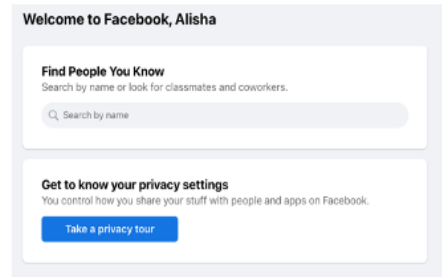 Welcome to Facebook, Alisha
Find People You Know
Search by name or look for classmates and coworkers.
Search by name
Get to know your privacy settings
You control how you share your stuff with people and apps on Facebook.
Take a privacy tour